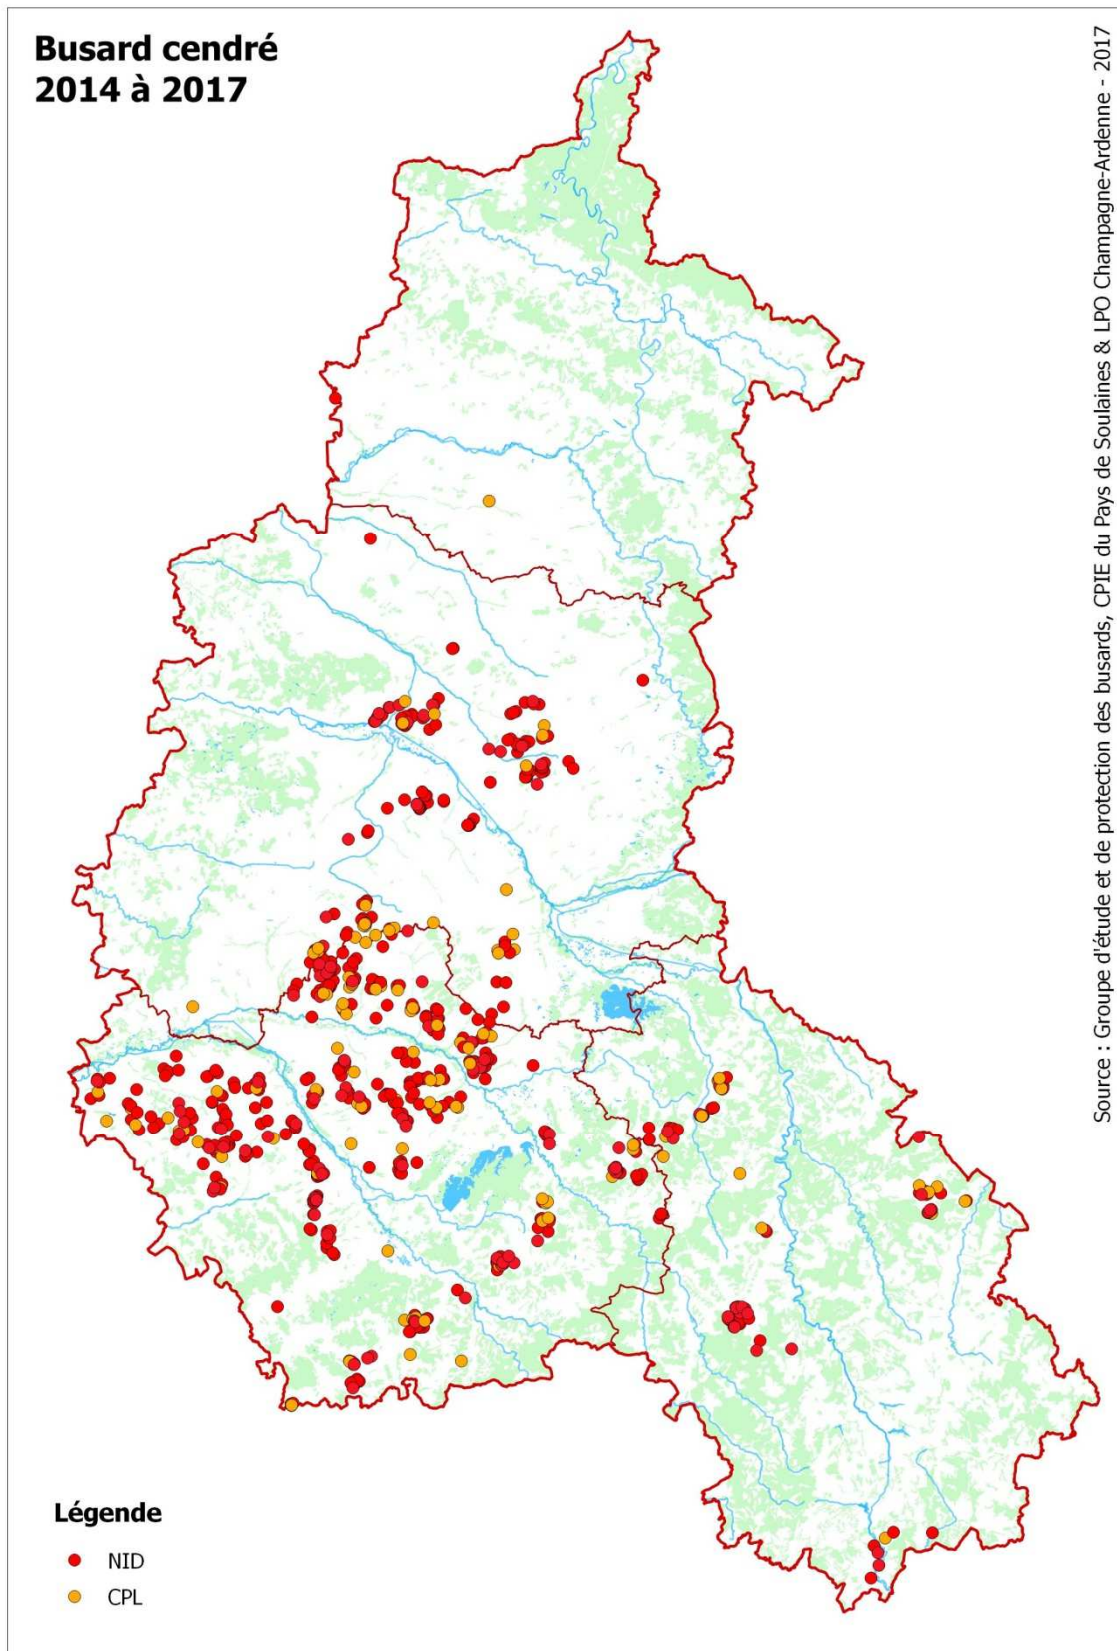 Busard cendré
2014 à 2017
Source : Groupe d'étude et de protection des busards, CPIE du Pays de Soulaines & LPO Champagne-Ardenne - 2017
Légende
NID
CPL